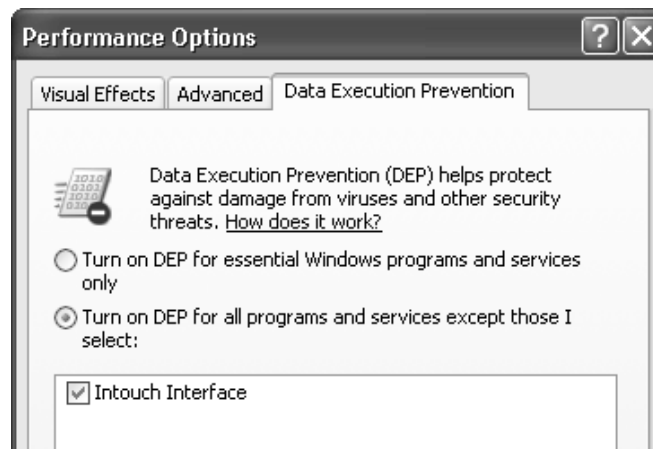 Performance Options
Visual Effects Advanced Data Execution Prevention
Data Execution Prevention (DEP) helps protect
against damage from viruses and other security
threats. How does it work?
Turn on DEP for essential Windows programs and services
only
Turn on DEP for all programs and services except those I
select:
Intouch Interface